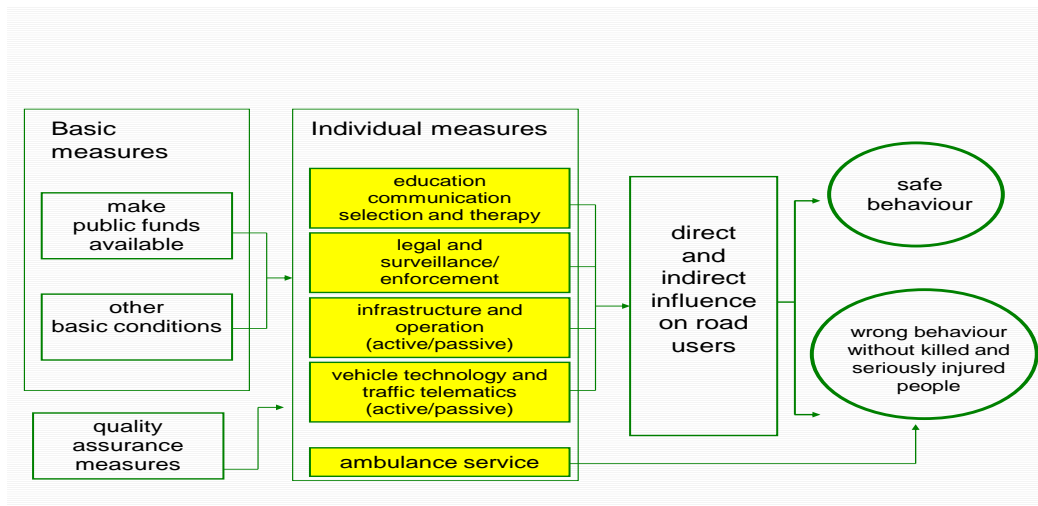 Basic
measures
make
public funds
available
other
basic conditions
quality
assurance
measures
Individual measures
education
communication
selection and therapy
legal and
surveillance/
enforcement
infrastructure and
operation
(active/passive)
vehicle technology and
traffic telematics
(active/passive)
ambulance service
direct
and
indirect
influence
on road
users
safe
behaviour
wrong behaviour
without killed and
seriously injured
people